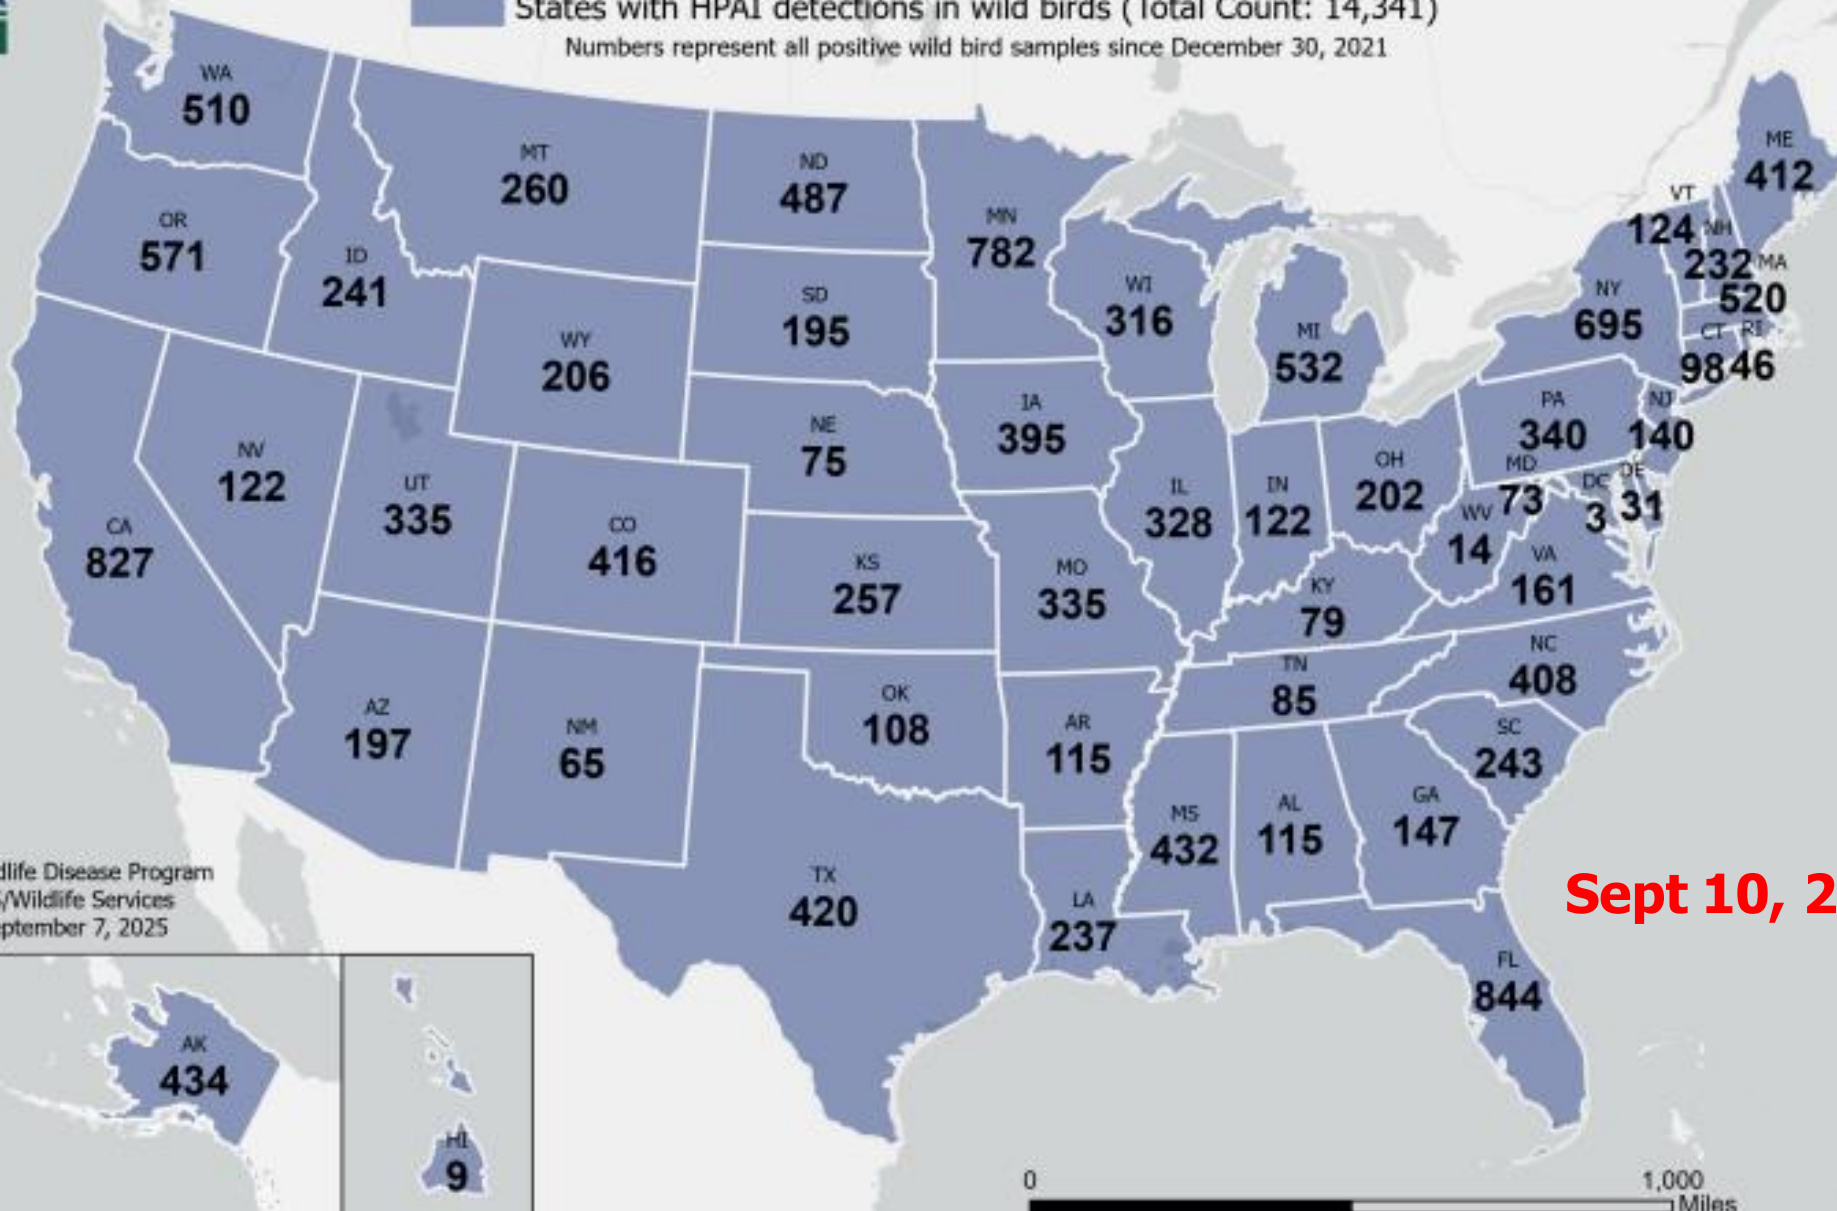 States with HPAI detections in wild birds (Total Count: 14,341)
Numbers represent all positive wild bird samples since December 30, 2021
WA
510
MT
260
ND
487
MN
782
ME
412
VT
124
NH
232
MA
520
OR
571
ID
241
SD
195
WI
316
MI
532
NY
695
CT
98
RI
46
WY
206
NE
75
IA
395
PA
340
NJ
140
NV
122
UT
335
CO
416
IL
328
IN
122
OH
202
MD
73
DC
3
DE
31
WV
14
VA
161
CA
827
KS
257
MO
335
KY
79
NC
408
TN
85
AZ
197
NM
65
OK
108
AR
115
SC
243
MS
432
AL
115
GA
147
TX
420
LA
237
FL
844
dlife Disease Program
S/Wildlife Services
eptember 7, 2025
Sept 10, 2
AK
434
HI
9
0 1,000
Miles